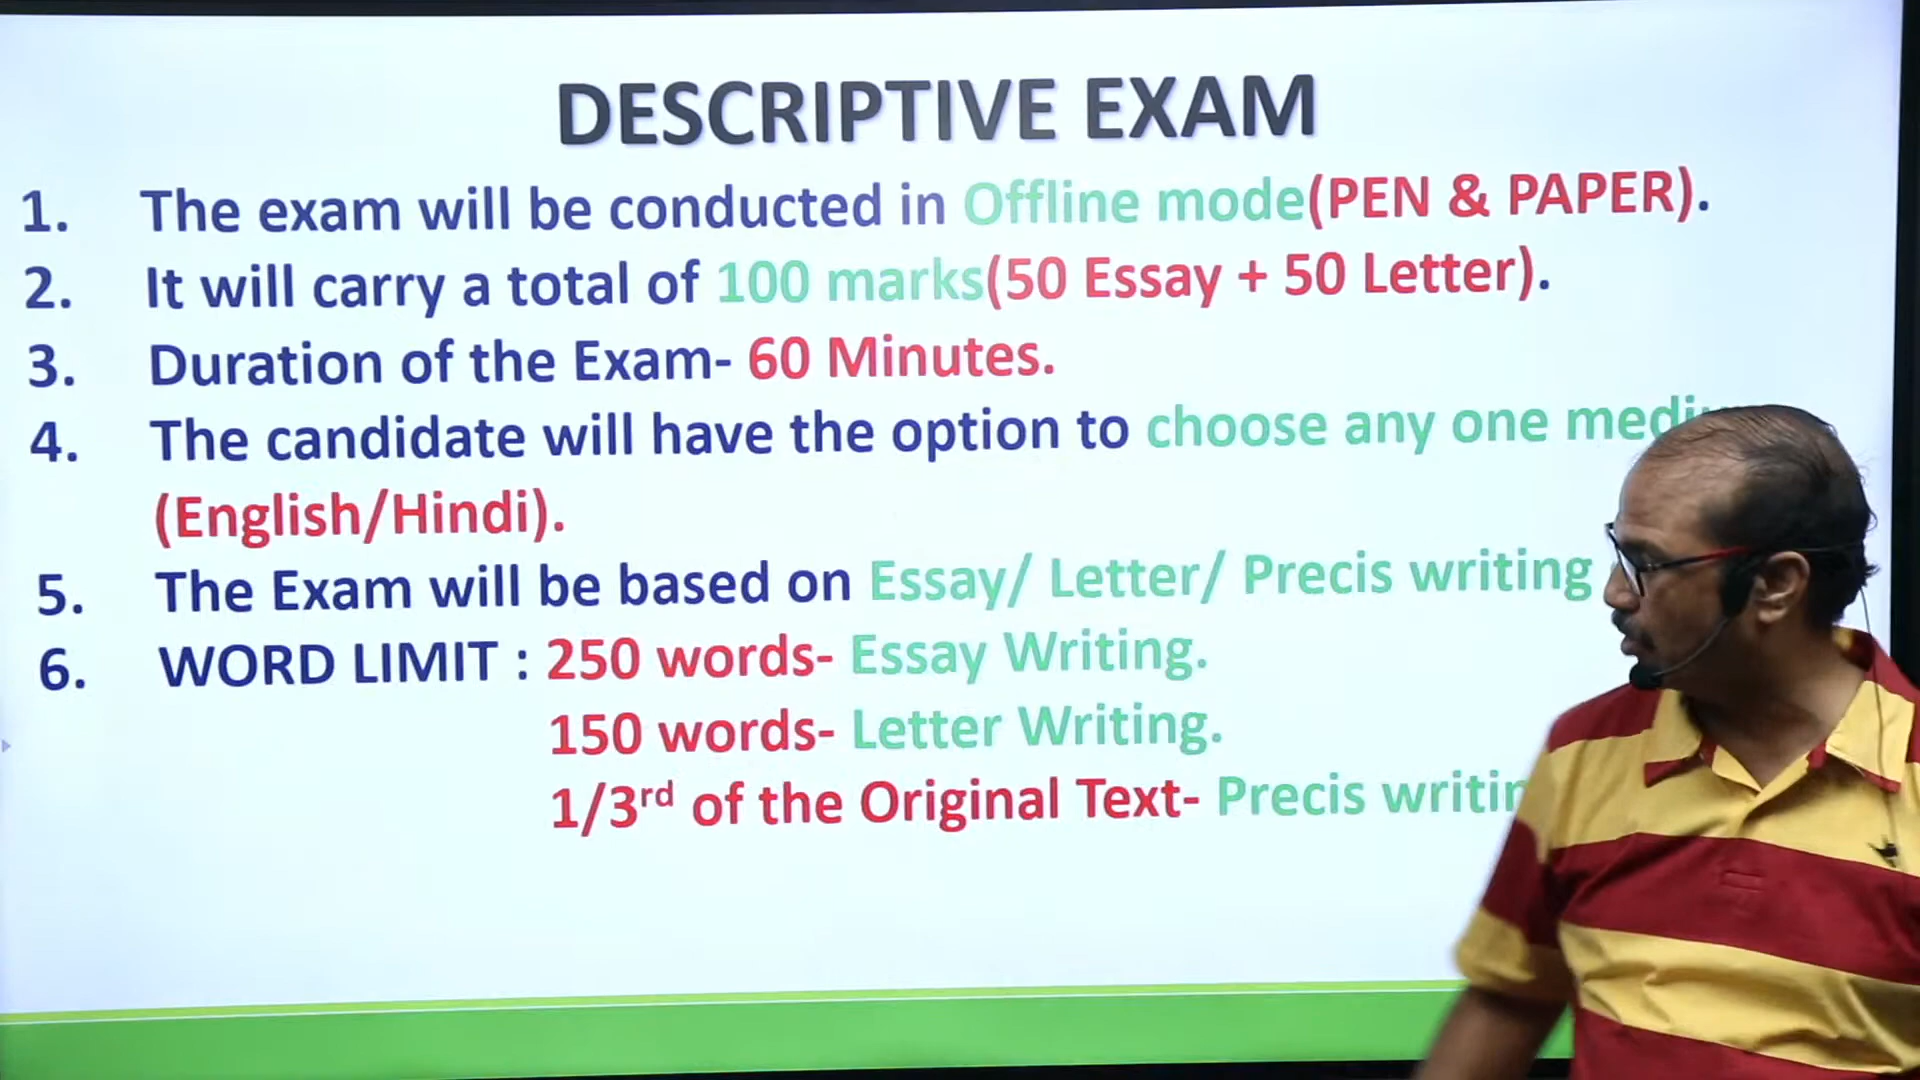 DESCRIPTIVE EXAM
1. The exam will be conducted in Offline mode(PEN & PAPER).
2. It will carry a total of 100 marks(50 Essay + 50 Letter).
3. Duration of the Exam- 60 Minutes.
4. The candidate will have the option to choose any one
(English/Hindi).
5. The Exam will be based on Essay/ Letter/ Precis writing
6. WORD LIMIT : 250 words- Essay Writing.
150 words- Letter Writing.
1/3rd of the Original Text- Precis